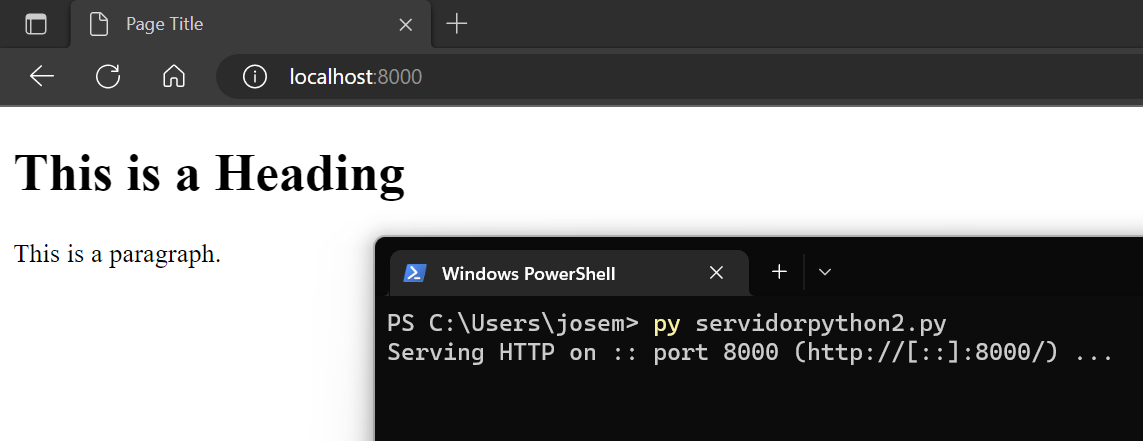 Page Title
localhost:8000
This is a Heading
This is a paragraph.
Windows PowerShell
PS C:\Users\josem> py servidorpython2.py
Serving HTTP on :: port 8000 (http://[::]:8000/) ...